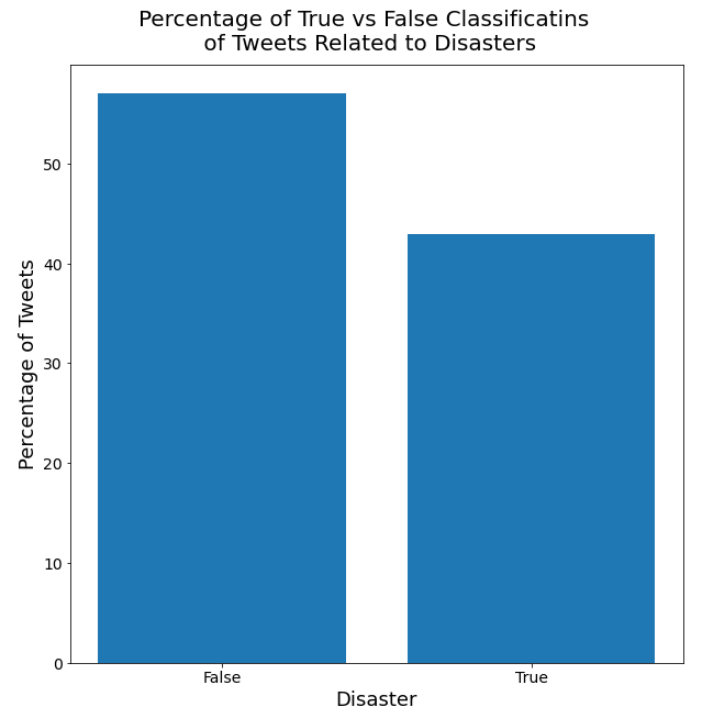 Percentage of True vs False Classificatins
of Tweets Related to Disasters
Percentage of Tweets
50
40
30
20
10
0
False True
Disaster